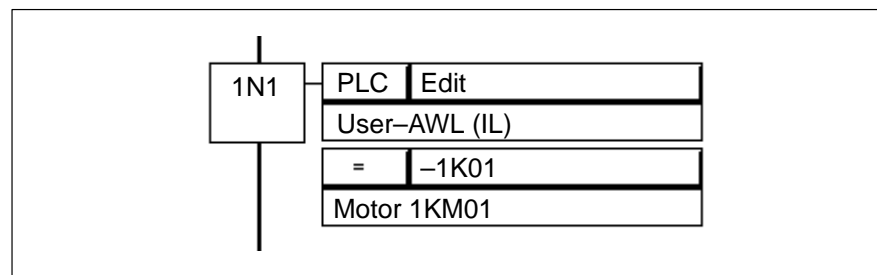 1N1
PLC Edit
User–AWL (IL)
= –1K01
Motor 1KM01